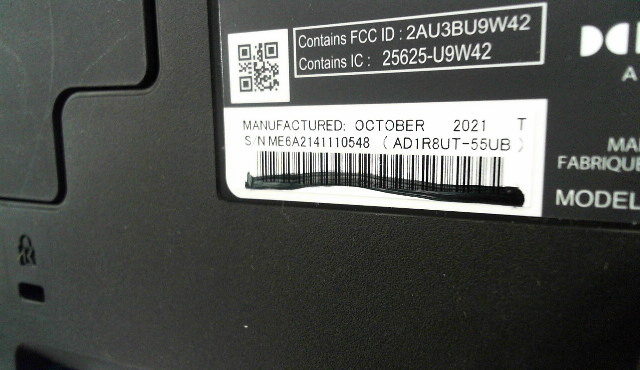 Contains FCC ID : 2AU3BU9W42
Contains IC : 25625-U9W42
MANUFACTURED: OCTOBER 2021 T
S/N ME6A2141110548 ( AD1R8UT-55UB )
MODEL